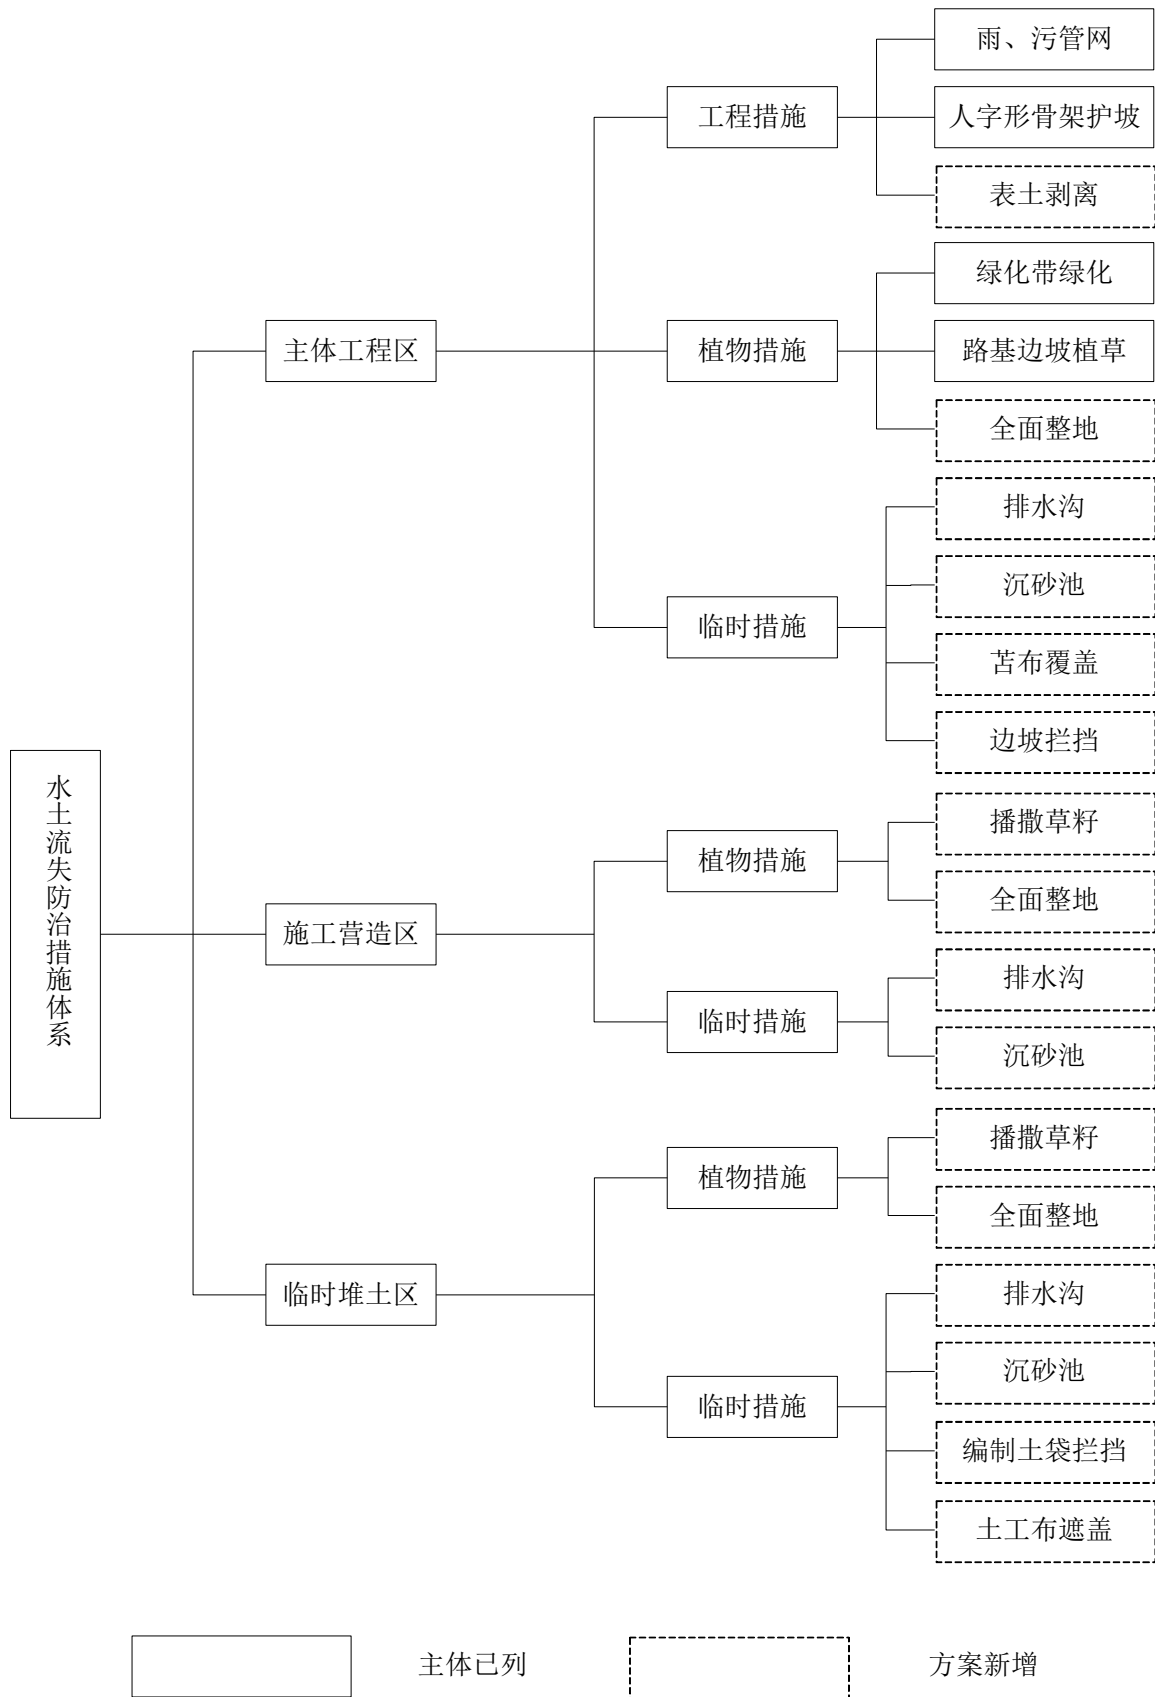 水土流失防治措施体系
主体工程区
工程措施
雨、污管网
人字形骨架护坡
表土剥离
植物措施
绿化带绿化
路基边坡植草
全面整地
临时措施
排水沟
沉砂池
苫布覆盖
边坡拦挡
施工营造区
植物措施
播撒草籽
全面整地
临时措施
排水沟
沉砂池
临时堆土区
植物措施
播撒草籽
全面整地
临时措施
排水沟
沉砂池
编制土袋拦挡
土工布遮盖
主体已列
方案新增